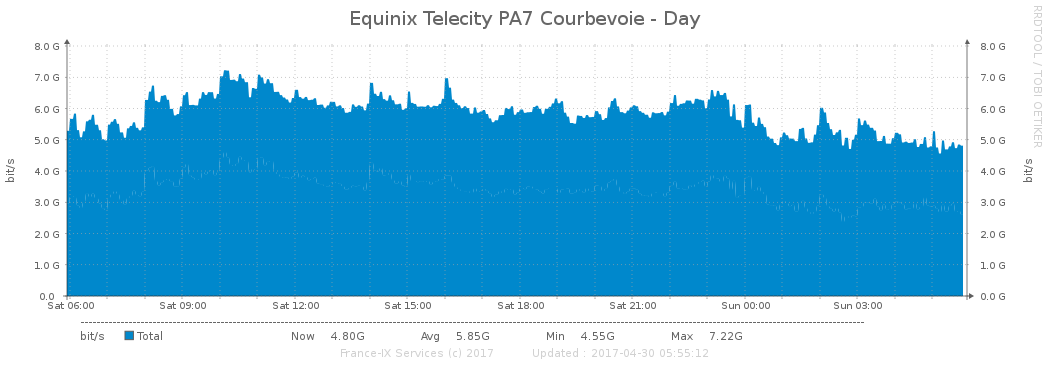 Equinix Telecity PA7 Courbevoie - Day
RRDTOOL / TOBI OETIKER
8.0 G 8.0 G
7.0 G 7.0 G
6.0 G 6.0 G
5.0 G 5.0 G
4.0 G 4.0 G
3.0 G 3.0 G
2.0 G 2.0 G
1.0 G 1.0 G
0.0 0.0 G
bit/s
bit/s
Sat 06:00 Sat 09:00 Sat 12:00 Sat 15:00 Sat 18:00 Sat 21:00 Sun 00:00 Sun 03:00
bit/s Total Now 4.80G Avg 5.85G Min 4.55G Max 7.22G
France-IX Services (c) 2017 Updated : 2017-04-30 05:55:12